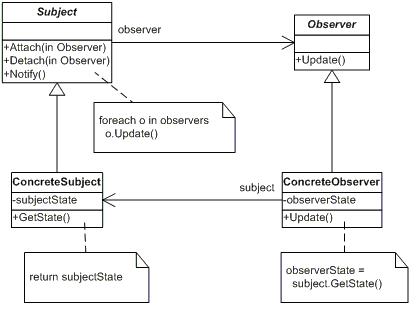 Subject
Observer
observer
+Attach(in Observer)
+Detach(in Observer)
+Notify()
+Update()
foreach o in observers
o.Update()
ConcreteSubject
-subjectState
+GetState()
subject
ConcreteObserver
-observerState
+Update()
return subjectState
observerState =
subject.GetState()